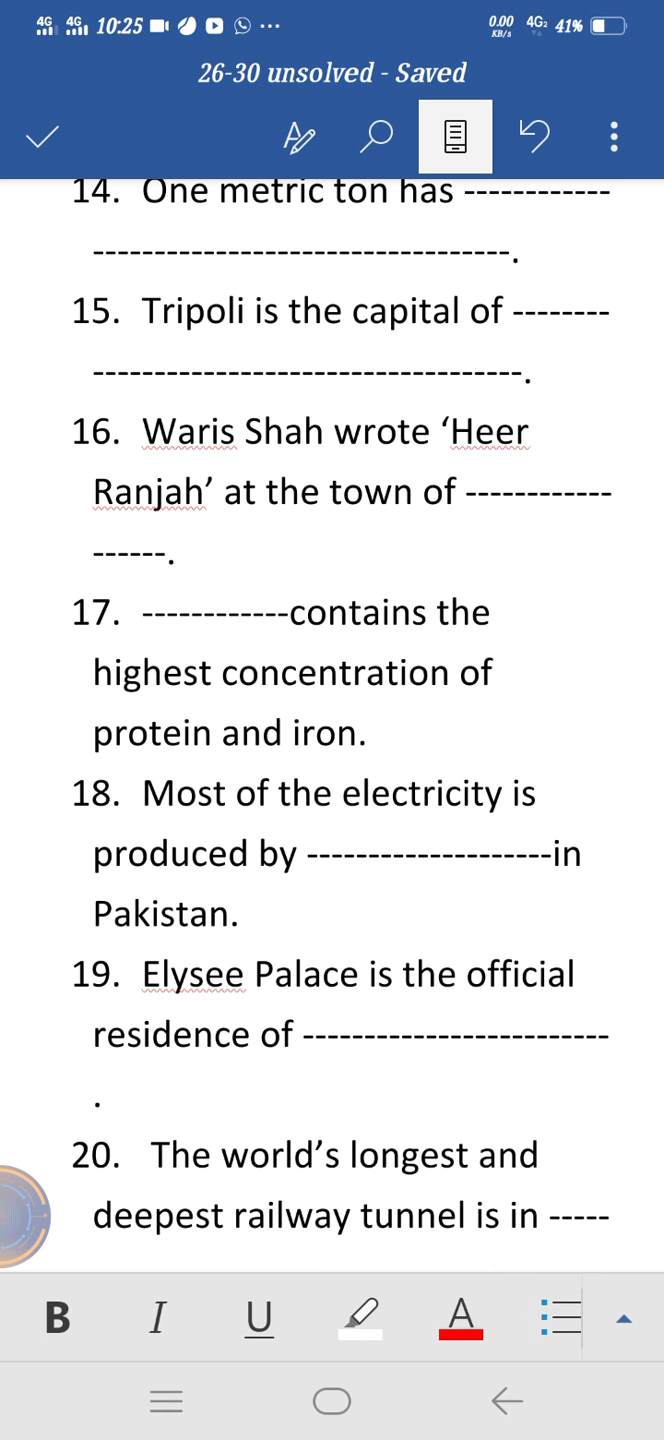 4G 4G 10:25 ... 0.00 KB/s 4G2 41%
26-30 unsolved - Saved
14. One metric ton has ------------
----------------------------------.
15. Tripoli is the capital of --------
-----------------------------------.
16. Waris Shah wrote ‘Heer
Ranjah’ at the town of ------------
------.
17. ------------contains the
highest concentration of
protein and iron.
18. Most of the electricity is
produced by --------------------in
Pakistan.
19. Elysee Palace is the official
residence of -------------------------
.
20. The world’s longest and
deepest railway tunnel is in -----
B I U A